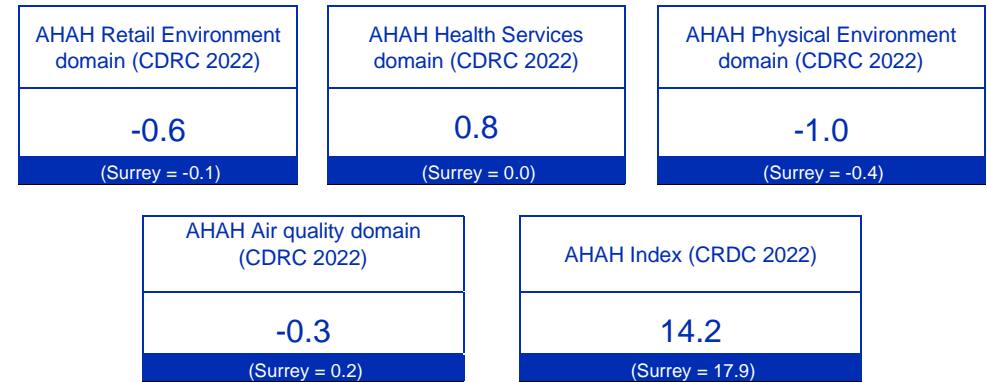 AHAH Retail Environment
domain (CDRC 2022)
-0.6
(Surrey = -0.1)
AHAH Health Services
domain (CDRC 2022)
0.8
(Surrey = 0.0)
AHAH Physical Environment
domain (CDRC 2022)
-1.0
(Surrey = -0.4)
AHAH Air quality domain
(CDRC 2022)
-0.3
(Surrey = 0.2)
AHAH Index (CRDC 2022)
14.2
(Surrey = 17.9)